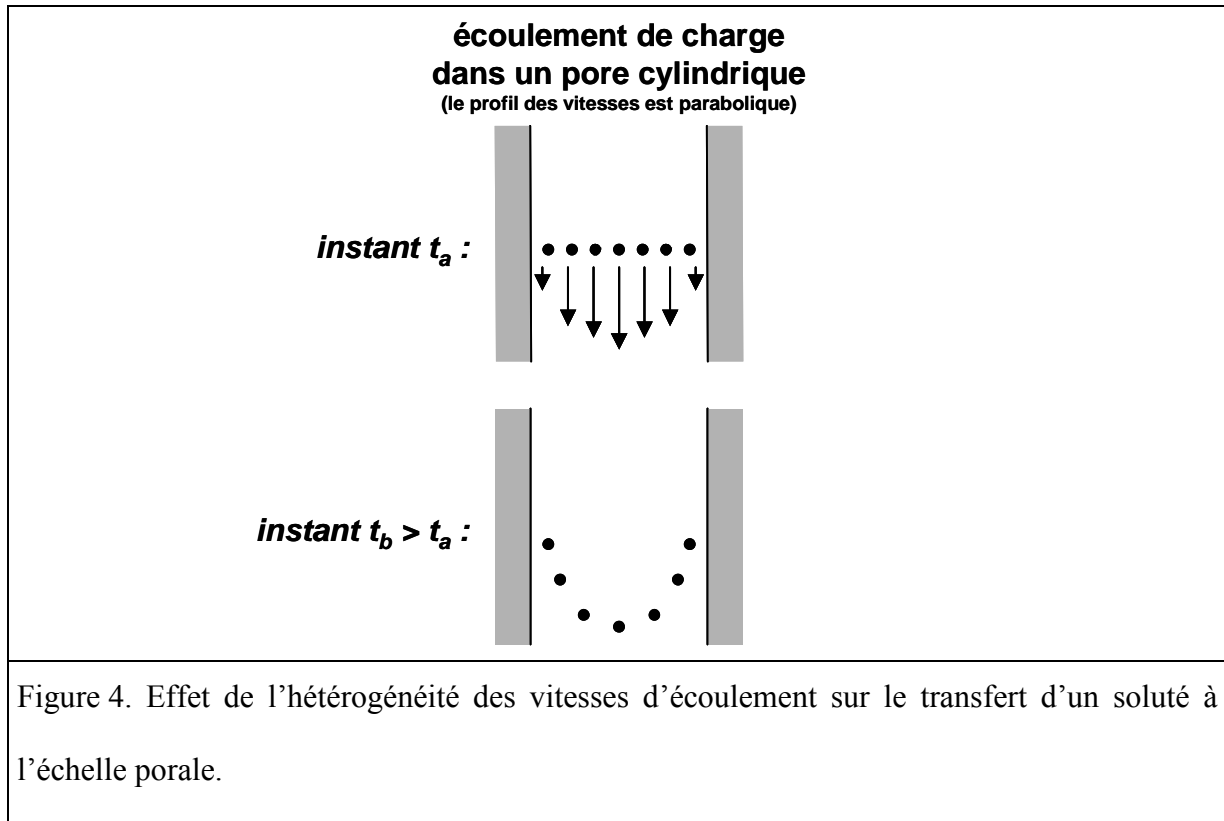 écoulement de charge
dans un pore cylindrique
(le profil des vitesses est parabolique)
instant ta :
instant tb > ta :
Figure 4. Effet de l’hétérogénéité des vitesses d’écoulement sur le transfert d’un soluté à
l’échelle porale.